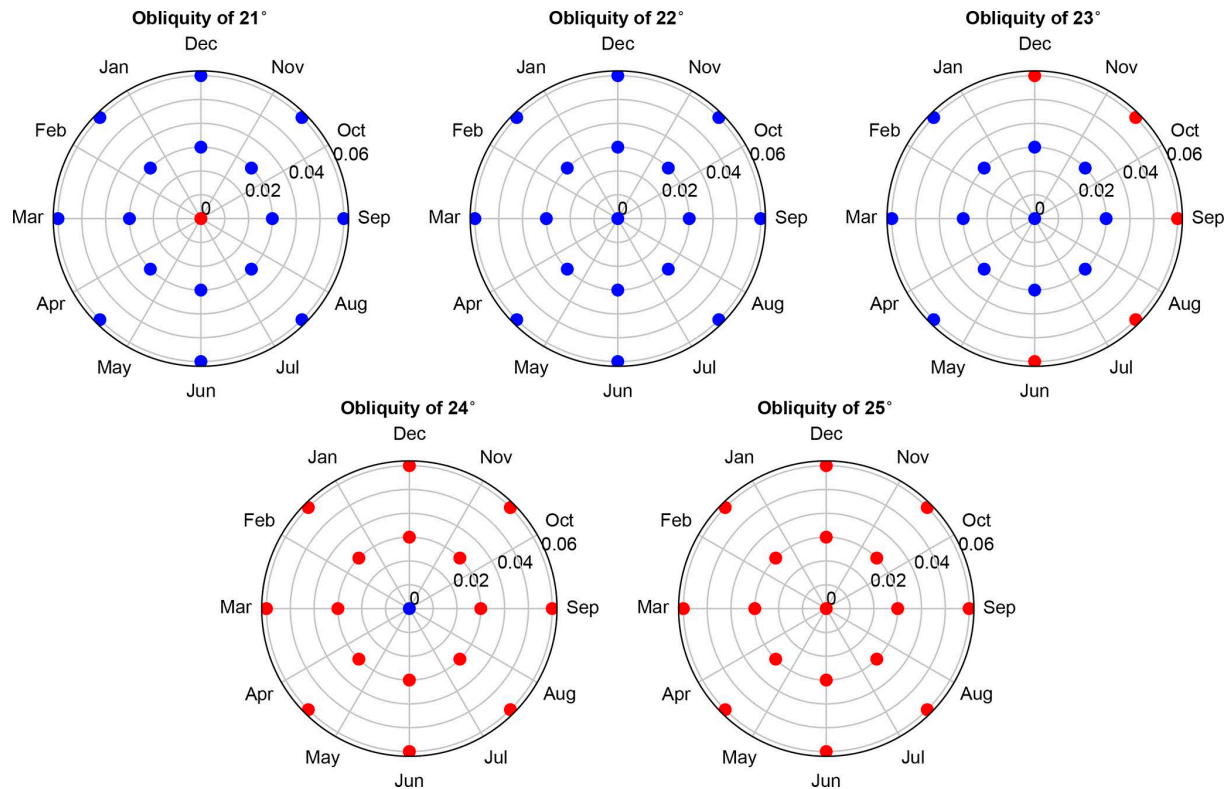 Obliquity of 21°
Dec
Jan
Nov
Feb
Oct
0.06
0.04
0.02
0
Mar
Sep
Apr
Aug
May
Jul
Jun
Obliquity of 22°
Dec
Jan
Nov
Feb
Oct
0.06
0.04
0.02
0
Mar
Sep
Apr
Aug
May
Jul
Jun
Obliquity of 23°
Dec
Jan
Nov
Feb
Oct
0.06
0.04
0.02
0
Mar
Sep
Apr
Aug
May
Jul
Jun
Obliquity of 24°
Dec
Jan
Nov
Feb
Oct
0.06
0.04
0.02
0
Mar
Sep
Apr
Aug
May
Jul
Jun
Obliquity of 25°
Dec
Jan
Nov
Feb
Oct
0.06
0.04
0.02
0
Mar
Sep
Apr
Aug
May
Jul
Jun